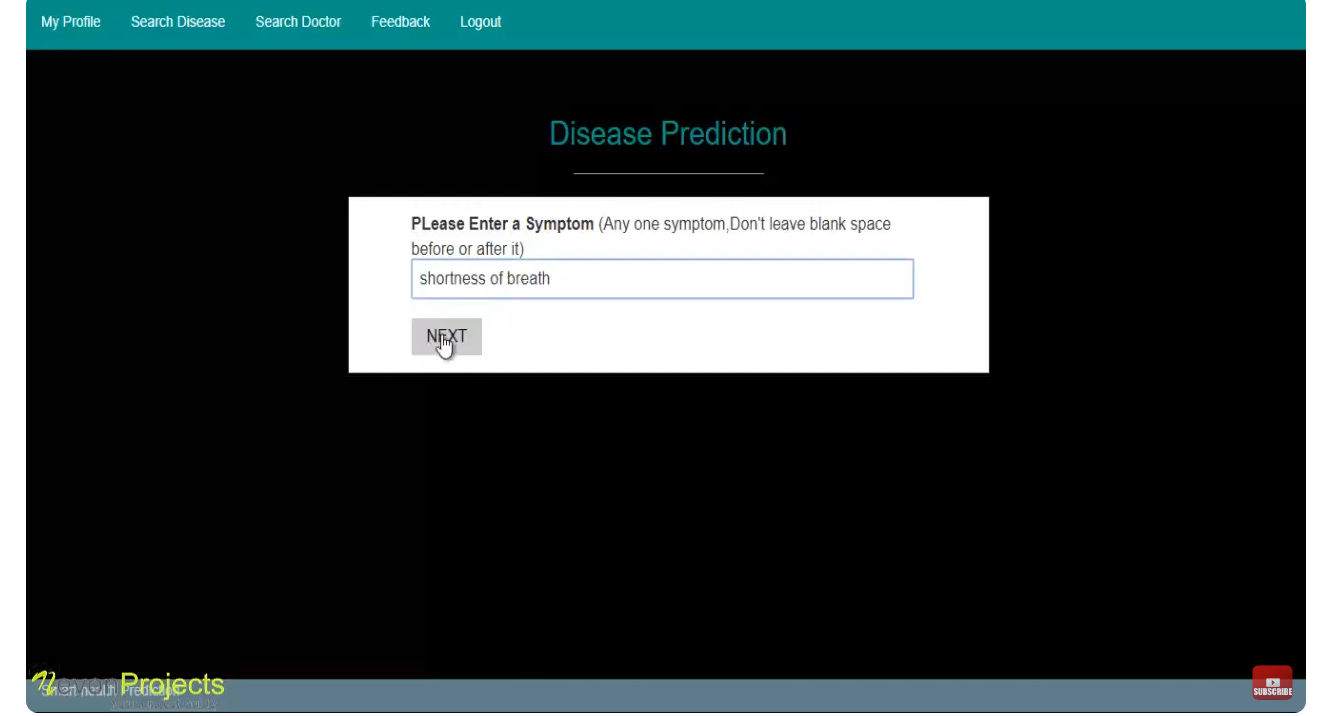 My Profile Search Disease Search Doctor Feedback Logout
Disease Prediction
PLease Enter a Symptom (Any one symptom,Don't leave blank space
before or after it)
shortness of breath
NEXT
Projects
SUBSCRIBE